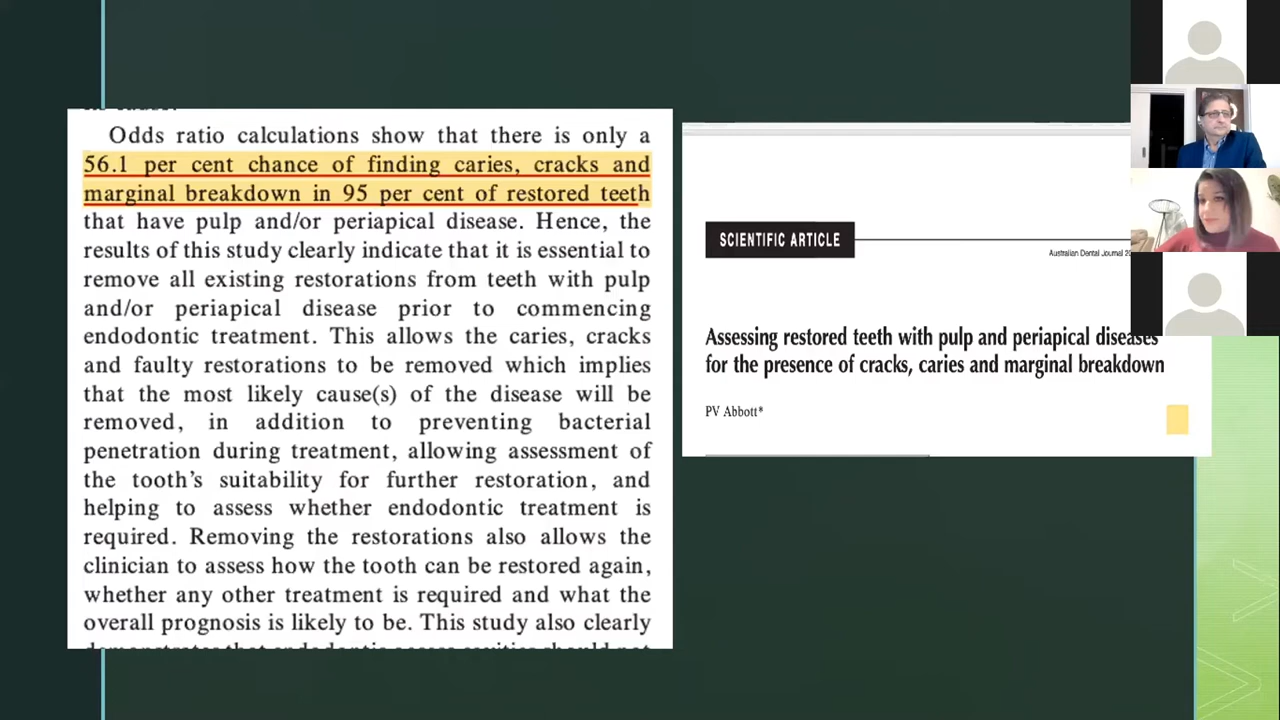 Odds ratio calculations show that there is only a
56.1 per cent chance of finding caries, cracks and
marginal breakdown in 95 per cent of restored teeth
that have pulp and/or periapical disease. Hence, the
results of this study clearly indicate that it is essential to
remove all existing restorations from teeth with pulp
and/or periapical disease prior to commencing
endodontic treatment. This allows the caries, cracks
and faulty restorations to be removed which implies
that the most likely cause(s) of the disease will be
removed, in addition to preventing bacterial
penetration during treatment, allowing assessment of
the tooth's suitability for further restoration, and
helping to assess whether endodontic treatment is
required. Removing the restorations also allows the
clinician to assess how the tooth can be restored again,
whether any other treatment is required and what the
overall prognosis is likely to be. This study also clearly
SCIENTIFIC ARTICLE
Australian Dental Journal
Assessing restored teeth with pulp and periapical diseases
for the presence of cracks, caries and marginal breakdown
PV Abbott*